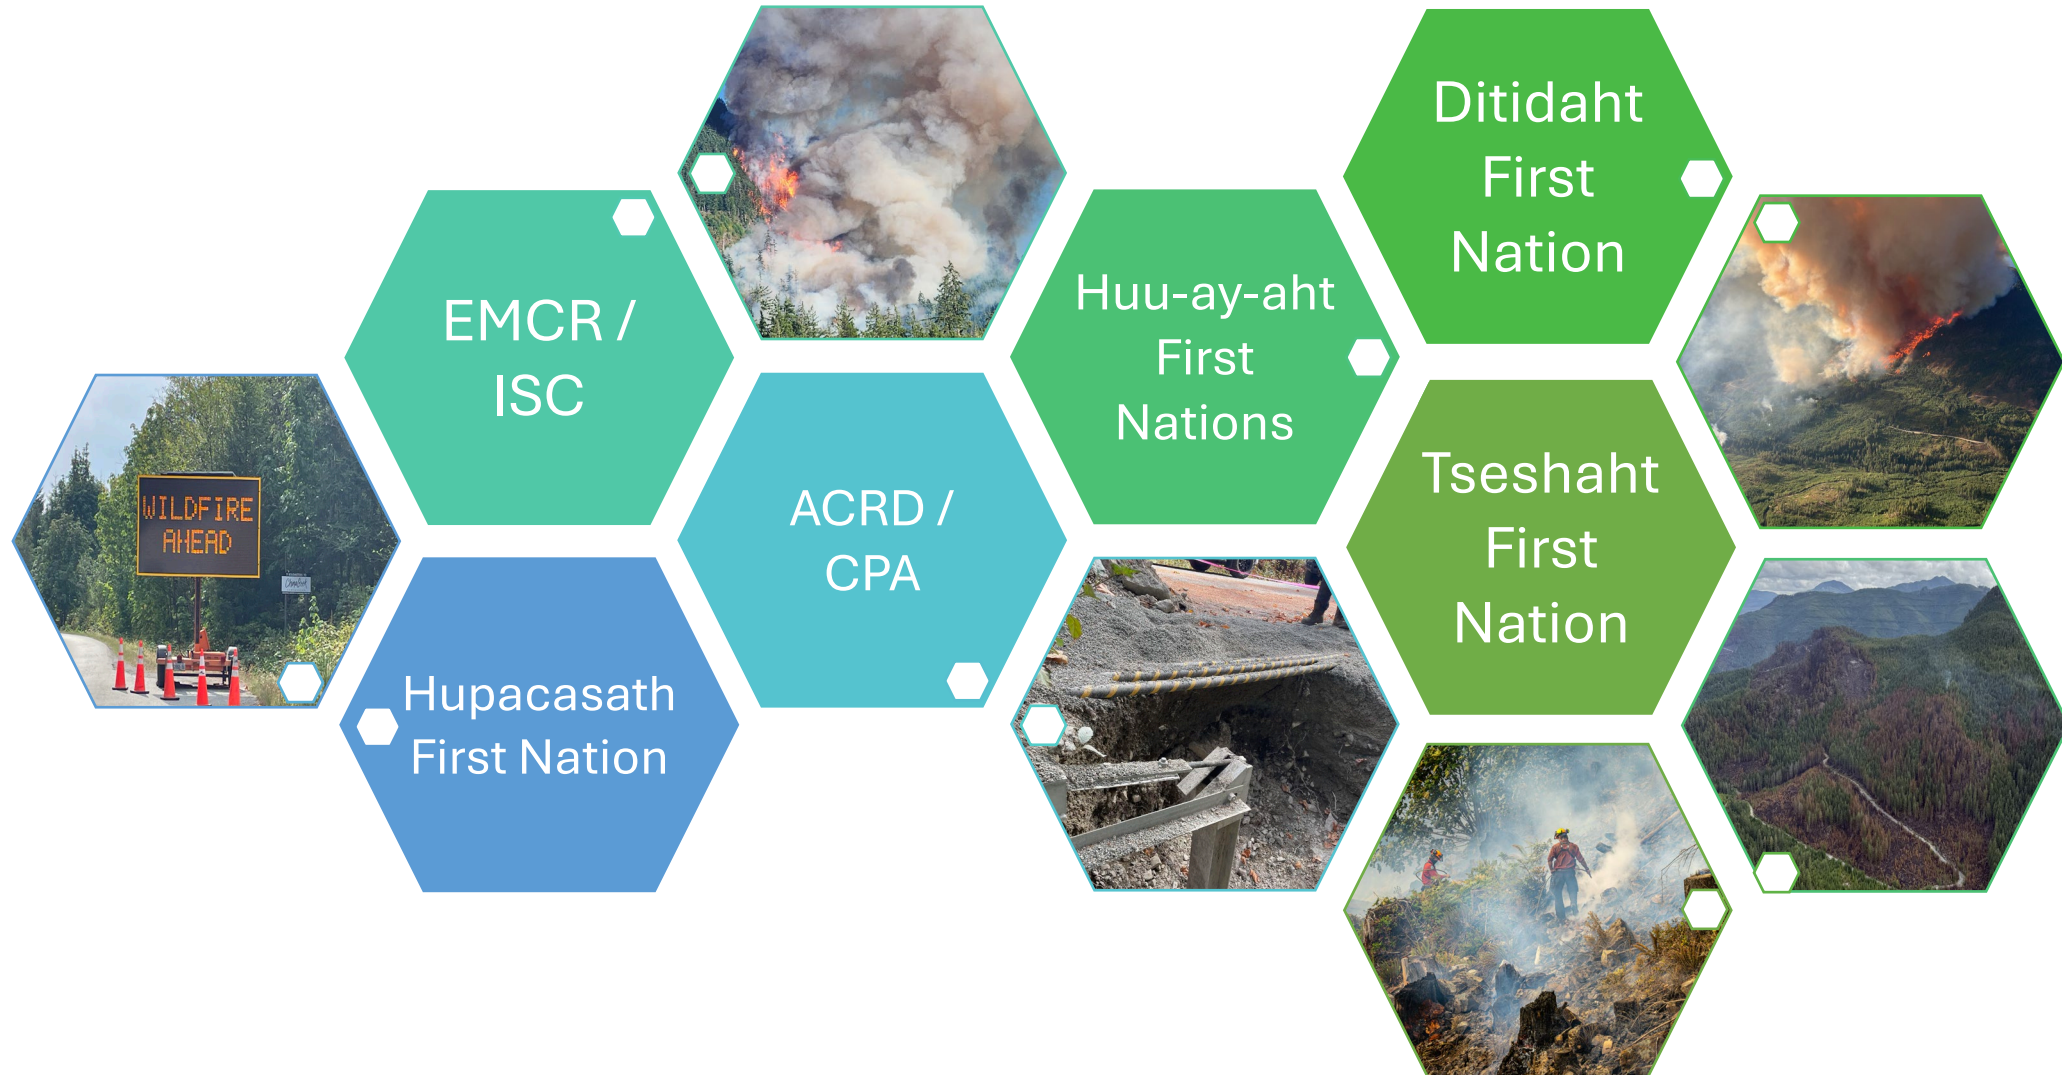 WILDFIRE
AHEAD
EMCR /
ISC
Hupacasath
First Nation
ACRD /
CPA
Huu-ay-aht
First
Nations
Ditidaht
First
Nation
Tseshaht
First
Nation